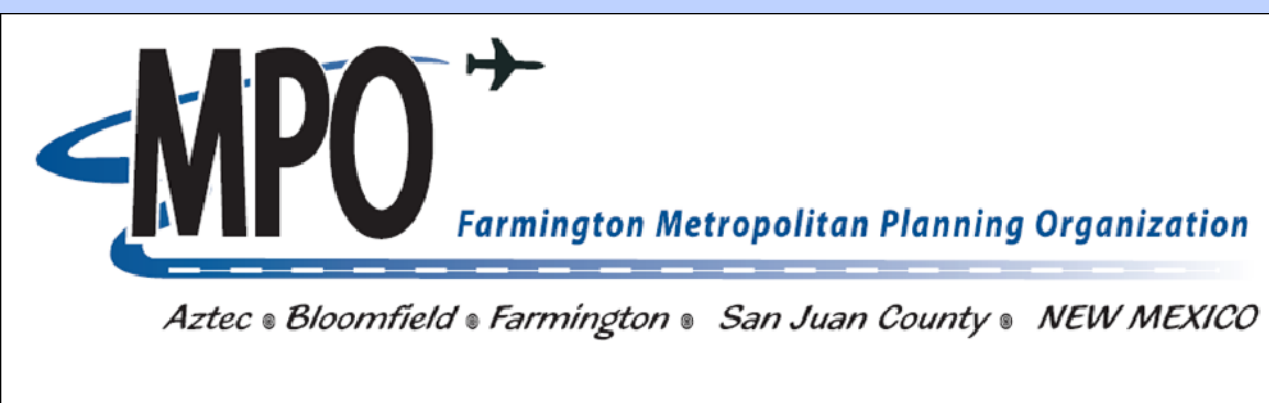 MPO
Farmington Metropolitan Planning Organization
Aztec • Bloomfield • Farmington • San Juan County • NEW MEXICO